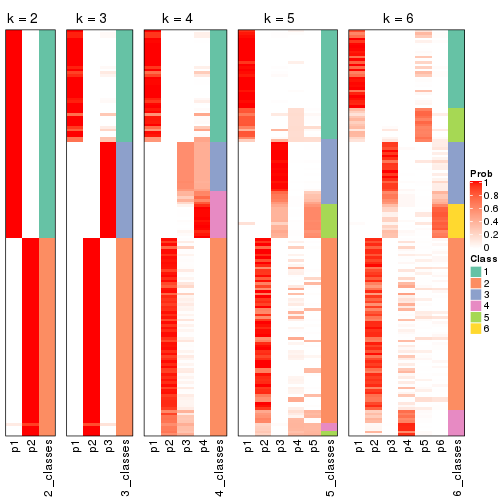 k = 2
k = 3
k = 4
k = 5
k = 6
Prob
1
0.8
0.6
0.4
0.2
0
Class
1
2
3
4
5
6
p1
p2
2_classes
p1
p2
p3
3_classes
p1
p2
p3
p4
4_classes
p1
p2
p3
p4
p5
5_classes
p1
p2
p3
p4
p5
p6
6_classes